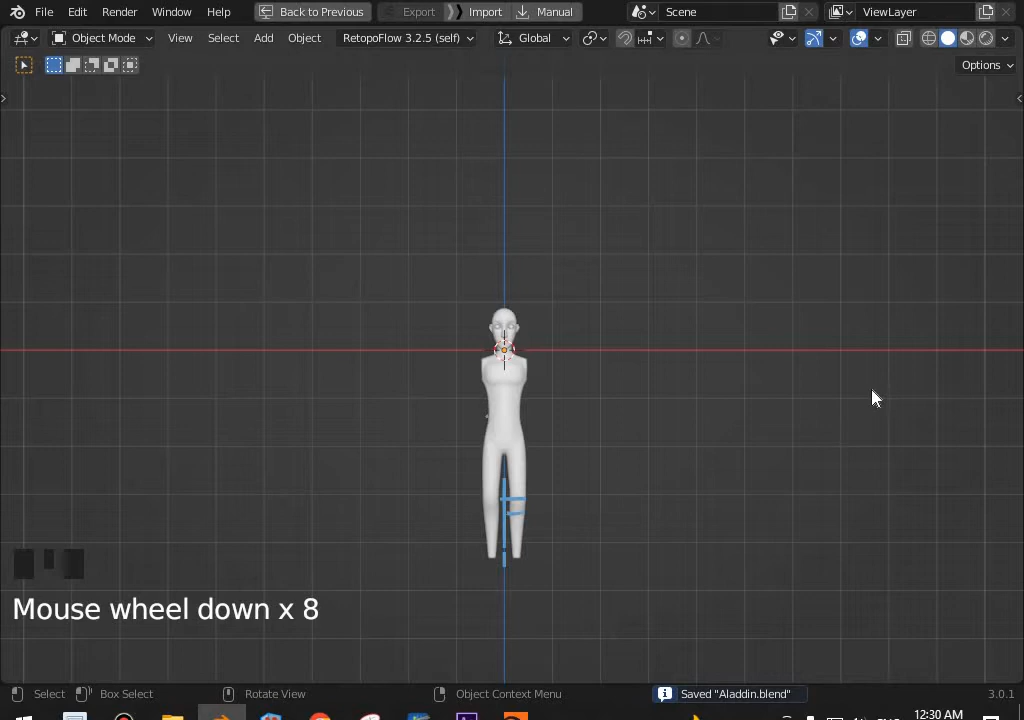 File Edit Render Window Help Back to Previous Export Import Manual Scene ViewLayer
Object Mode View Select Add Object RetopoFlow 3.2.5 (self) Global
Options
Mouse wheel down x 8
Select Box Select Rotate View Object Context Menu Saved "Aladdin.blend" 3.0.1
12:30 AM